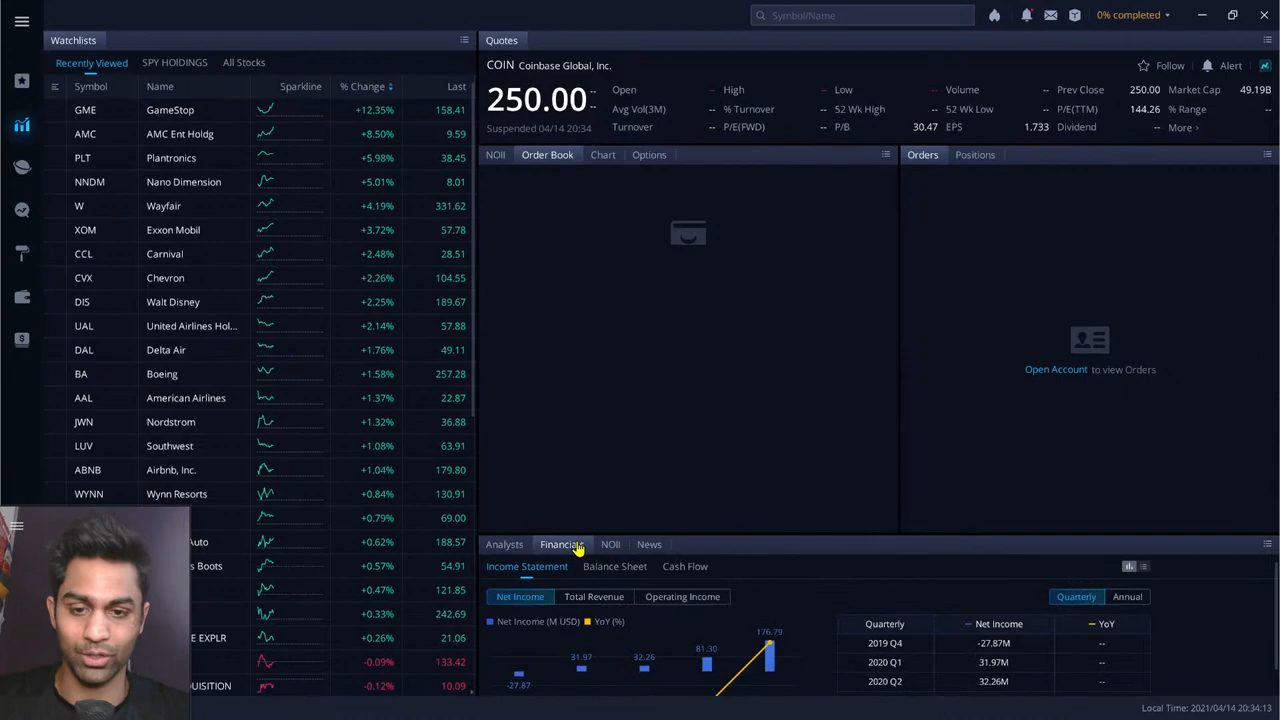 Symbol/Name
0% completed
Watchlists
Recently Viewed SPY HOLDINGS All Stocks
Symbol Name Sparkline % Change Last
GME GameStop +12.35% 158.41
AMC AMC Ent Holdg +8.50% 9.59
PLT Plantronics +5.98% 38.45
NNDM Nano Dimension +5.01% 8.01
W Wayfair +4.19% 331.62
XOM Exxon Mobil +3.72% 57.78
CCL Carnival +2.48% 28.51
CVX Chevron +2.26% 104.55
DIS Walt Disney +2.25% 189.67
UAL United Airlines Hol... +2.14% 57.88
DAL Delta Air +1.76% 49.11
BA Boeing +1.58% 257.28
AAL American Airlines +1.37% 22.87
JWN Nordstrom +1.32% 36.88
LUV Southwest +1.08% 63.91
ABNB Airbnb, Inc. +1.04% 179.80
WYNN Wynn Resorts +0.84% 130.91
+0.79% 69.00
Auto +0.62% 188.57
Boots +0.57% 54.91
+0.47% 121.85
+0.33% 242.69
EXPLR +0.26% 21.06
-0.09% 133.42
-0.12% 10.09
Quotes
COIN Coinbase Global, Inc.
Follow Alert
250.00 -- --
Suspended 04/14 20:34
Open -- High -- Low -- Volume -- Prev Close 250.00 Market Cap 49.19B
Avg Vol(3M) -- % Turnover -- 52 Wk High -- 52 Wk Low -- P/E(TTM) 144.26 % Range --
Turnover -- P/E(FWD) -- P/B 30.47 EPS 1.733 Dividend -- More >
NOII Order Book Chart Options
Orders Positions
Open Account to view Orders
Analysts Financials NOII News
Income Statement Balance Sheet Cash Flow
Net Income Total Revenue Operating Income
Quarterly Annual
Net Income (M USD) YoY (%)
-27.87 31.97 32.26 81.30 176.79
Quarterly Net Income YoY
2019 Q4 -27.87M --
2020 Q1 31.97M --
2020 Q2 32.26M --
Local Time: 2021/04/14 20:34:13